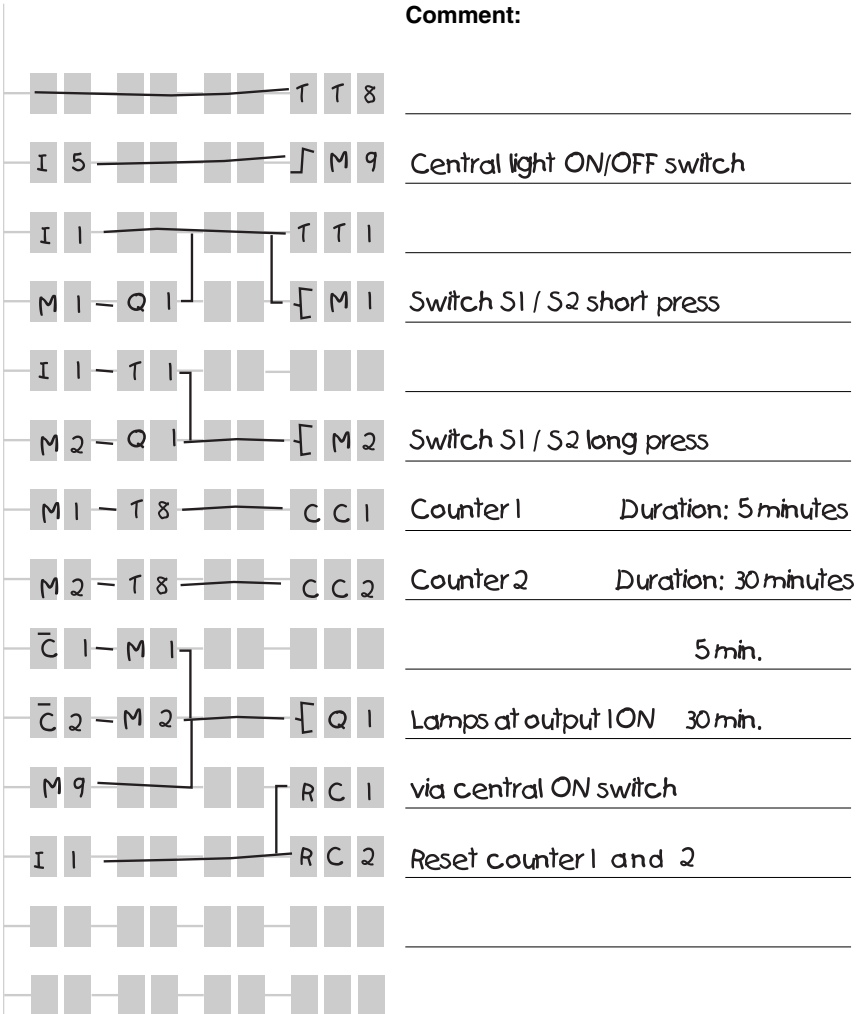 Comment:
T T 8
I 5 ʃ M 9 Central light ON/OFF switch
I 1 T T 1
M 1 Q 1 [ M 1 Switch S1 / S2 short press
I 1 T 1
M 2 Q 1 [ M 2 Switch S1 / S2 long press
M 1 T 8 C C 1 Counter 1 Duration: 5 minutes
M 2 T 8 C C 2 Counter 2 Duration: 30 minutes
C̅ 1 M 1 5 min.
C̅ 2 M 2 [ Q 1 Lamps at output 1 ON 30 min.
M 9 R C 1 via central ON switch
I 1 R C 2 Reset counter 1 and 2